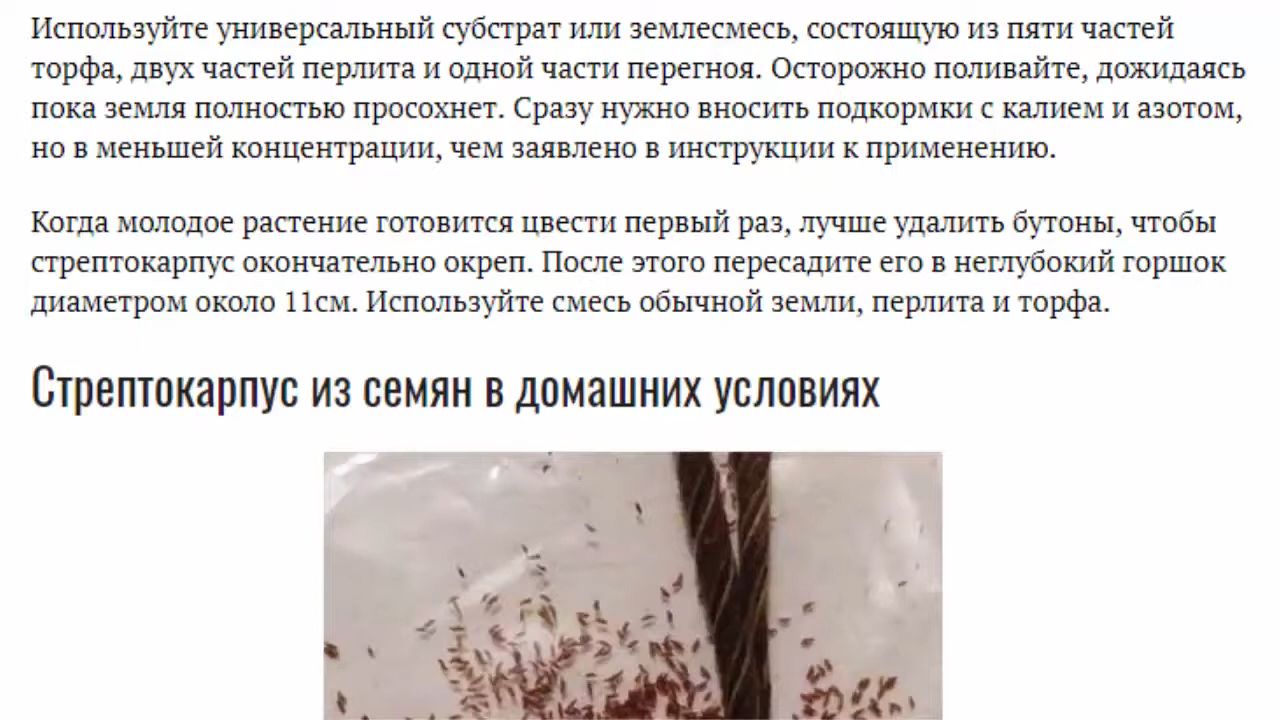 Используйте универсальный субстрат или землесмесь, состоящую из пяти частей
торфа, двух частей перлита и одной части перегноя. Осторожно поливайте, дожидаясь
пока земля полностью просохнет. Сразу нужно вносить подкормки с калием и азотом,
но в меньшей концентрации, чем заявлено в инструкции к применению.
Когда молодое растение готовится цвести первый раз, лучше удалить бутоны, чтобы
стрептокарпус окончательно окреп. После этого пересадите его в неглубокий горшок
диаметром около 11см. Используйте смесь обычной земли, перлита и торфа.
Стрептокарпус из семян в домашних условиях